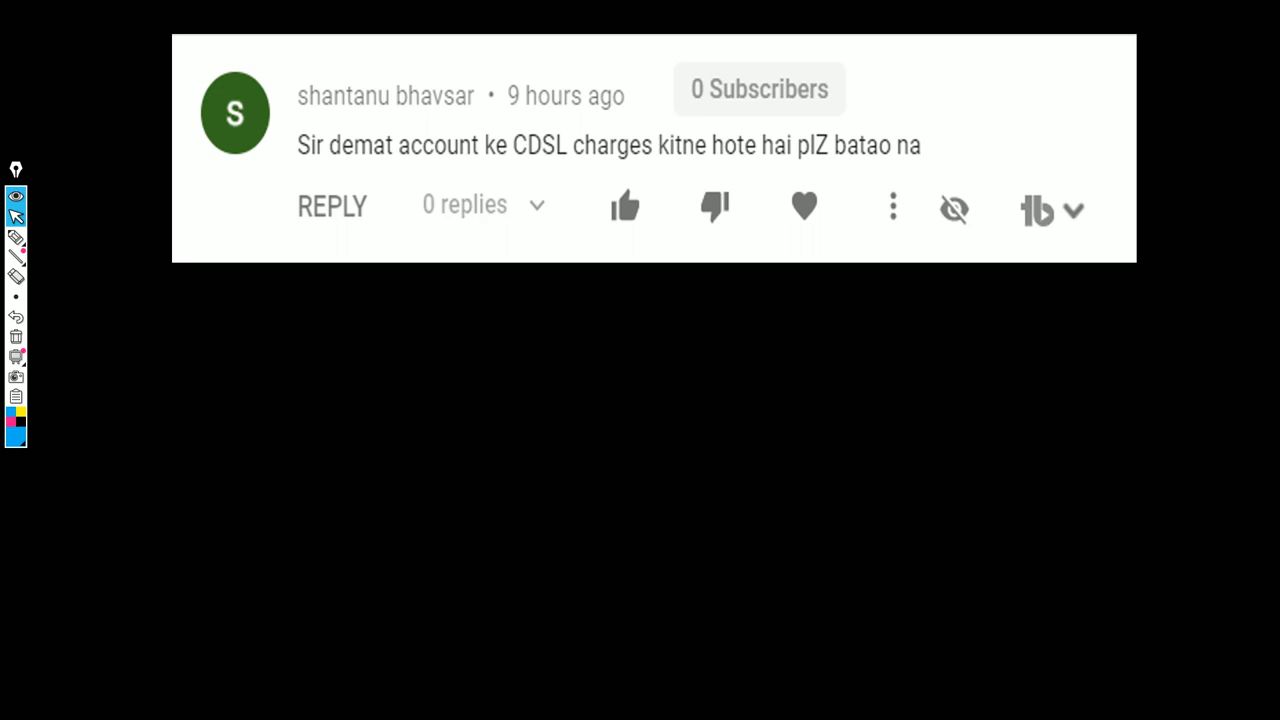 S
shantanu bhavsar • 9 hours ago 0 Subscribers
Sir demat account ke CDSL charges kitne hote hai plZ batao na
REPLY 0 replies
tb